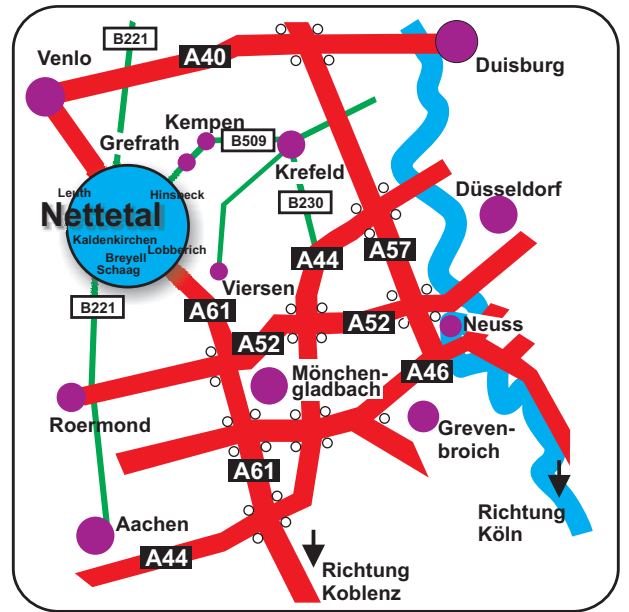 B221
Venlo
A40
Duisburg
Kempen
B509
Grefrath
Krefeld
Leuth
Hinsbeck
B230
Düsseldorf
Nettetal
Kaldenkirchen
Lobberich
Breyell
Schaag
A44
A57
Viersen
B221
A61
A52
A52
Neuss
Mönchen-
gladbach
A46
Roermond
Greven-
broich
A61
Aachen
Richtung
Köln
A44
Richtung
Koblenz